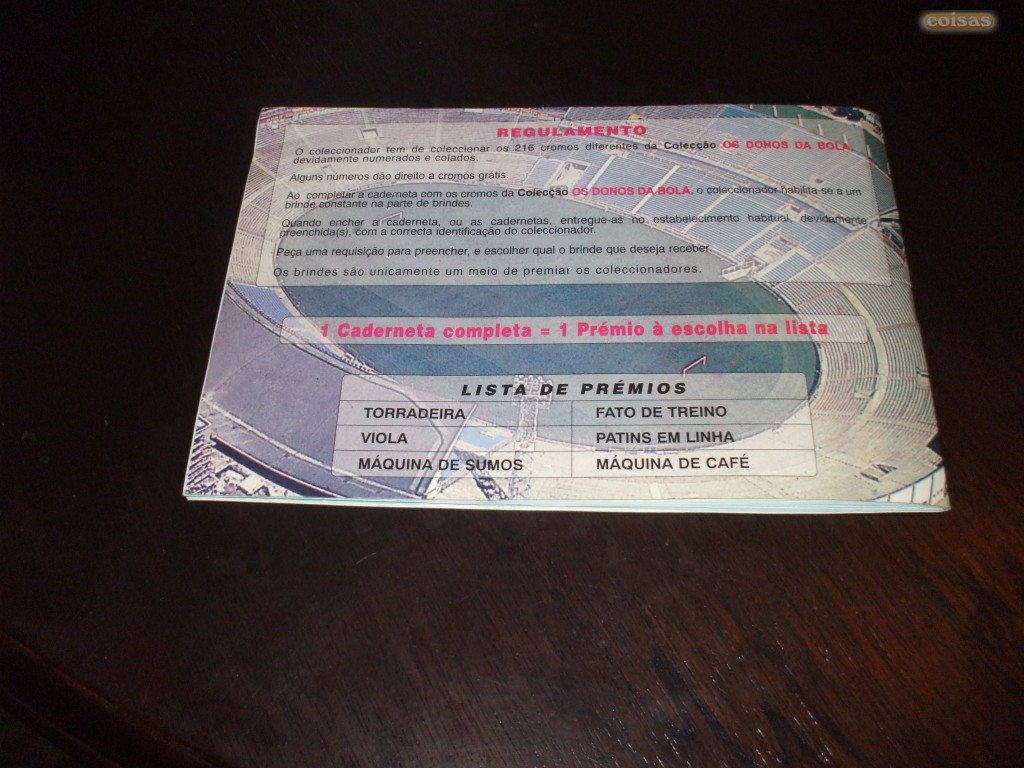 coisas
REGULAMENTO
O coleccionador tem de coleccionar os 216 cromos diferentes da Colecção OS DONOS DA BOLA,
devidamente numerados e colados.
Alguns números dão direito a cromos grátis.
Ao completar a caderneta com os cromos da Colecção OS DONOS DA BOLA, o coleccionador habilita-se a um
brinde constante na parte de brindes.
Quando encher a caderneta, ou as cadernetas, entregue-as no estabelecimento habitual, devidamente
preenchida(s), com a correcta identificação do coleccionador.
Peça uma requisição para preencher, e escolher qual o brinde que deseja receber.
Os brindes são unicamente um meio de premiar os coleccionadores.
1 Caderneta completa = 1 Prémio à escolha na lista
LISTA DE PRÉMIOS
TORRADEIRA FATO DE TREINO
VIOLA PATINS EM LINHA
MÁQUINA DE SUMOS MÁQUINA DE CAFÉ